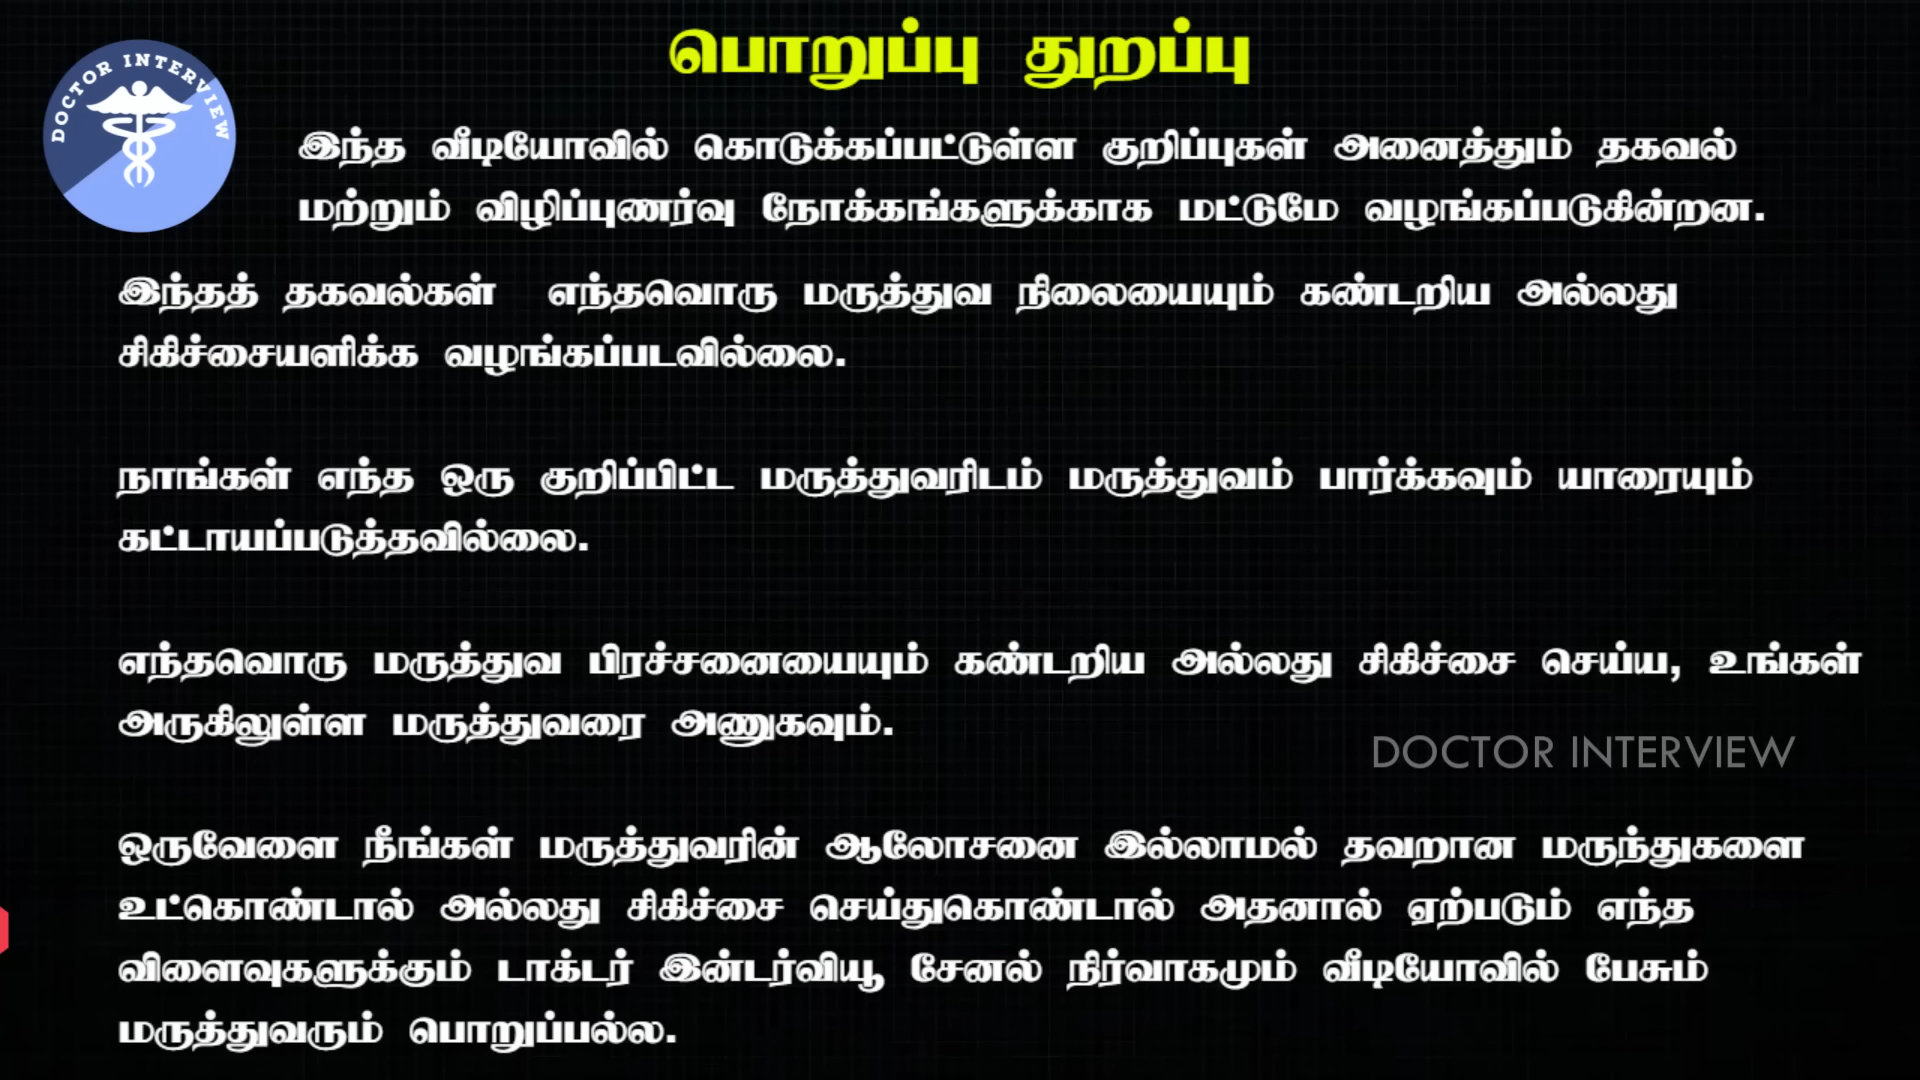 பொறுப்பு துறப்பு
DOCTOR INTERVIEW
இந்த வீடியோவில் கொடுக்கப்பட்டுள்ள குறிப்புகள் அனைத்தும் தகவல்
மற்றும் விழிப்புணர்வு நோக்கங்களுக்காக மட்டுமே வழங்கப்படுகின்றன.
இந்தத் தகவல்கள் எந்தவொரு மருத்துவ நிலையையும் கண்டறிய அல்லது
சிகிச்சையளிக்க வழங்கப்படவில்லை.
நாங்கள் எந்த ஒரு குறிப்பிட்ட மருத்துவரிடம் மருத்துவம் பார்க்கவும் யாரையும்
கட்டாயப்படுத்தவில்லை.
எந்தவொரு மருத்துவ பிரச்சனையையும் கண்டறிய அல்லது சிகிச்சை செய்ய, உங்கள்
அருகிலுள்ள மருத்துவரை அணுகவும்.
DOCTOR INTERVIEW
ஒருவேளை நீங்கள் மருத்துவரின் ஆலோசனை இல்லாமல் தவறான மருந்துகளை
உட்கொண்டால் அல்லது சிகிச்சை செய்துகொண்டால் அதனால் ஏற்படும் எந்த
விளைவுகளுக்கும் டாக்டர் இன்டர்வியூ சேனல் நிர்வாகமும் வீடியோவில் பேசும்
மருத்துவரும் பொறுப்பல்ல.